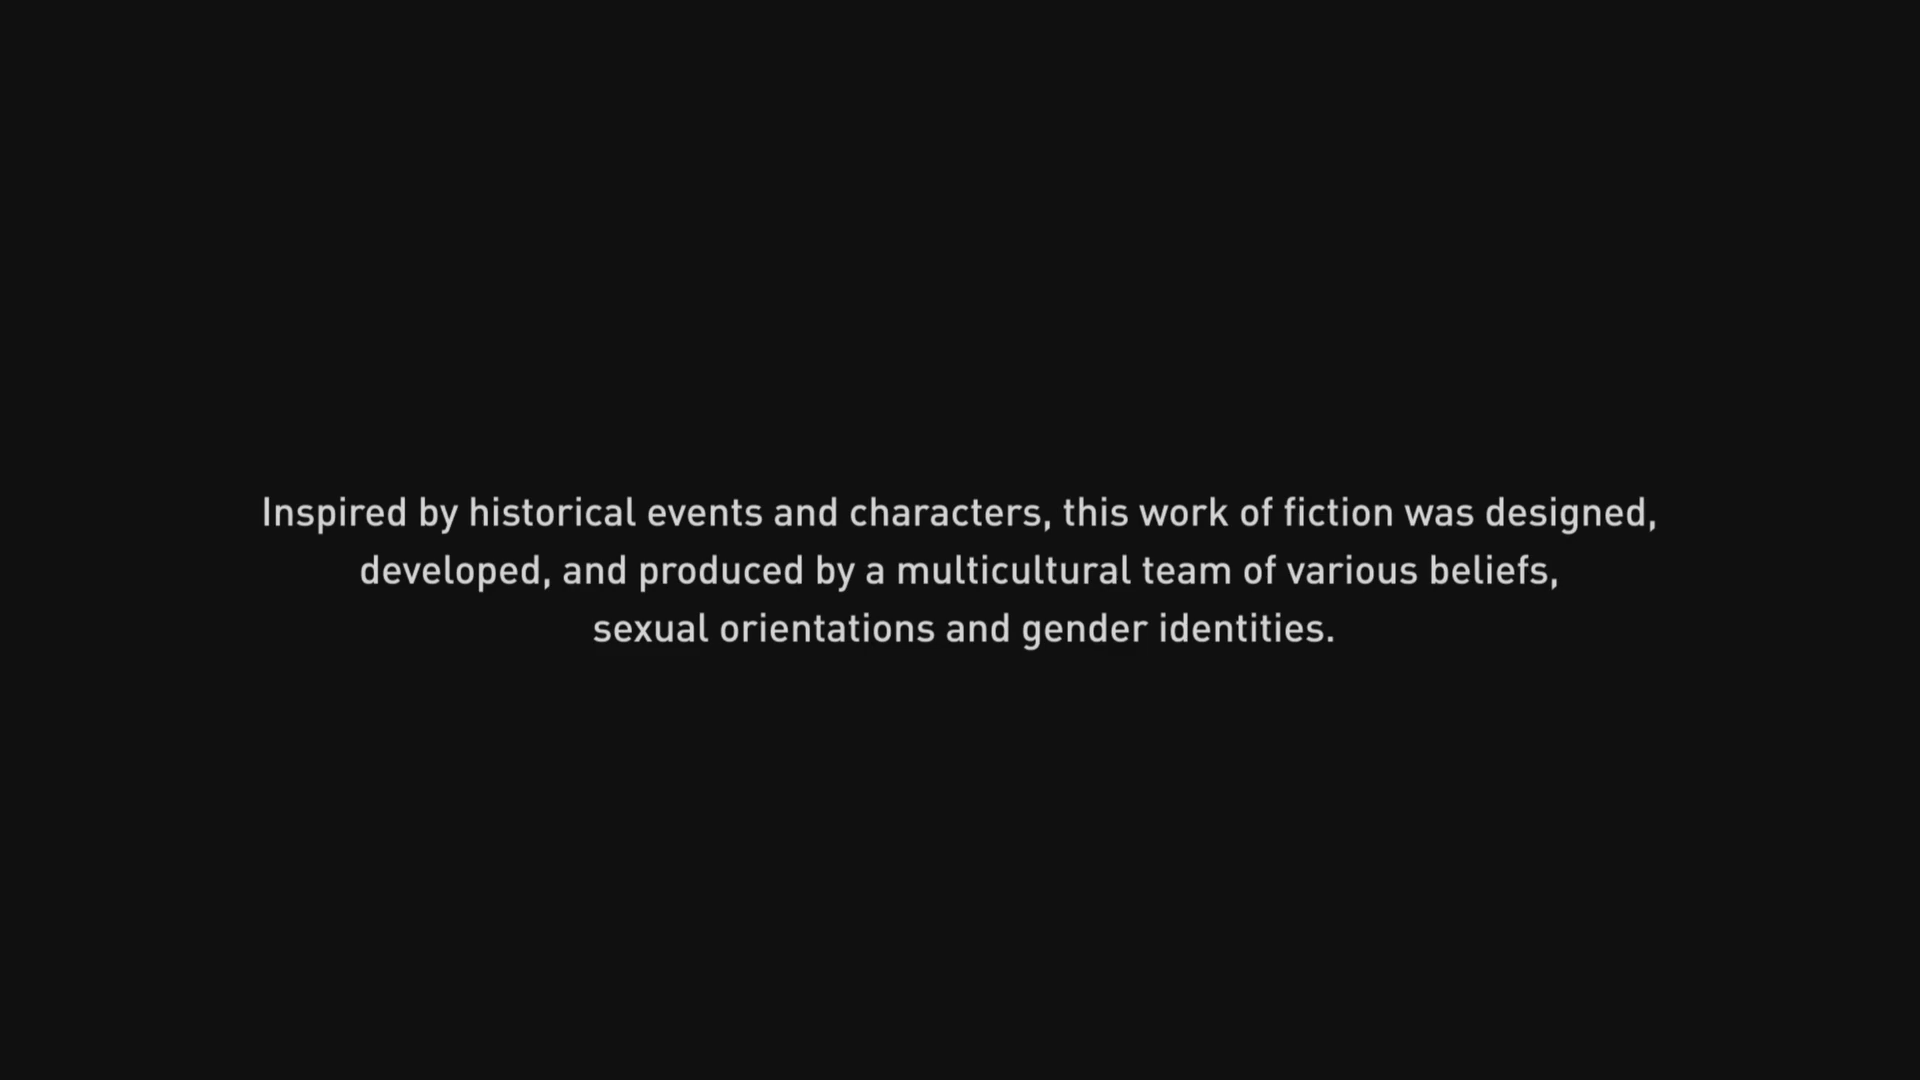 Inspired by historical events and characters, this work of fiction was designed,
developed, and produced by a multicultural team of various beliefs,
sexual orientations and gender identities.